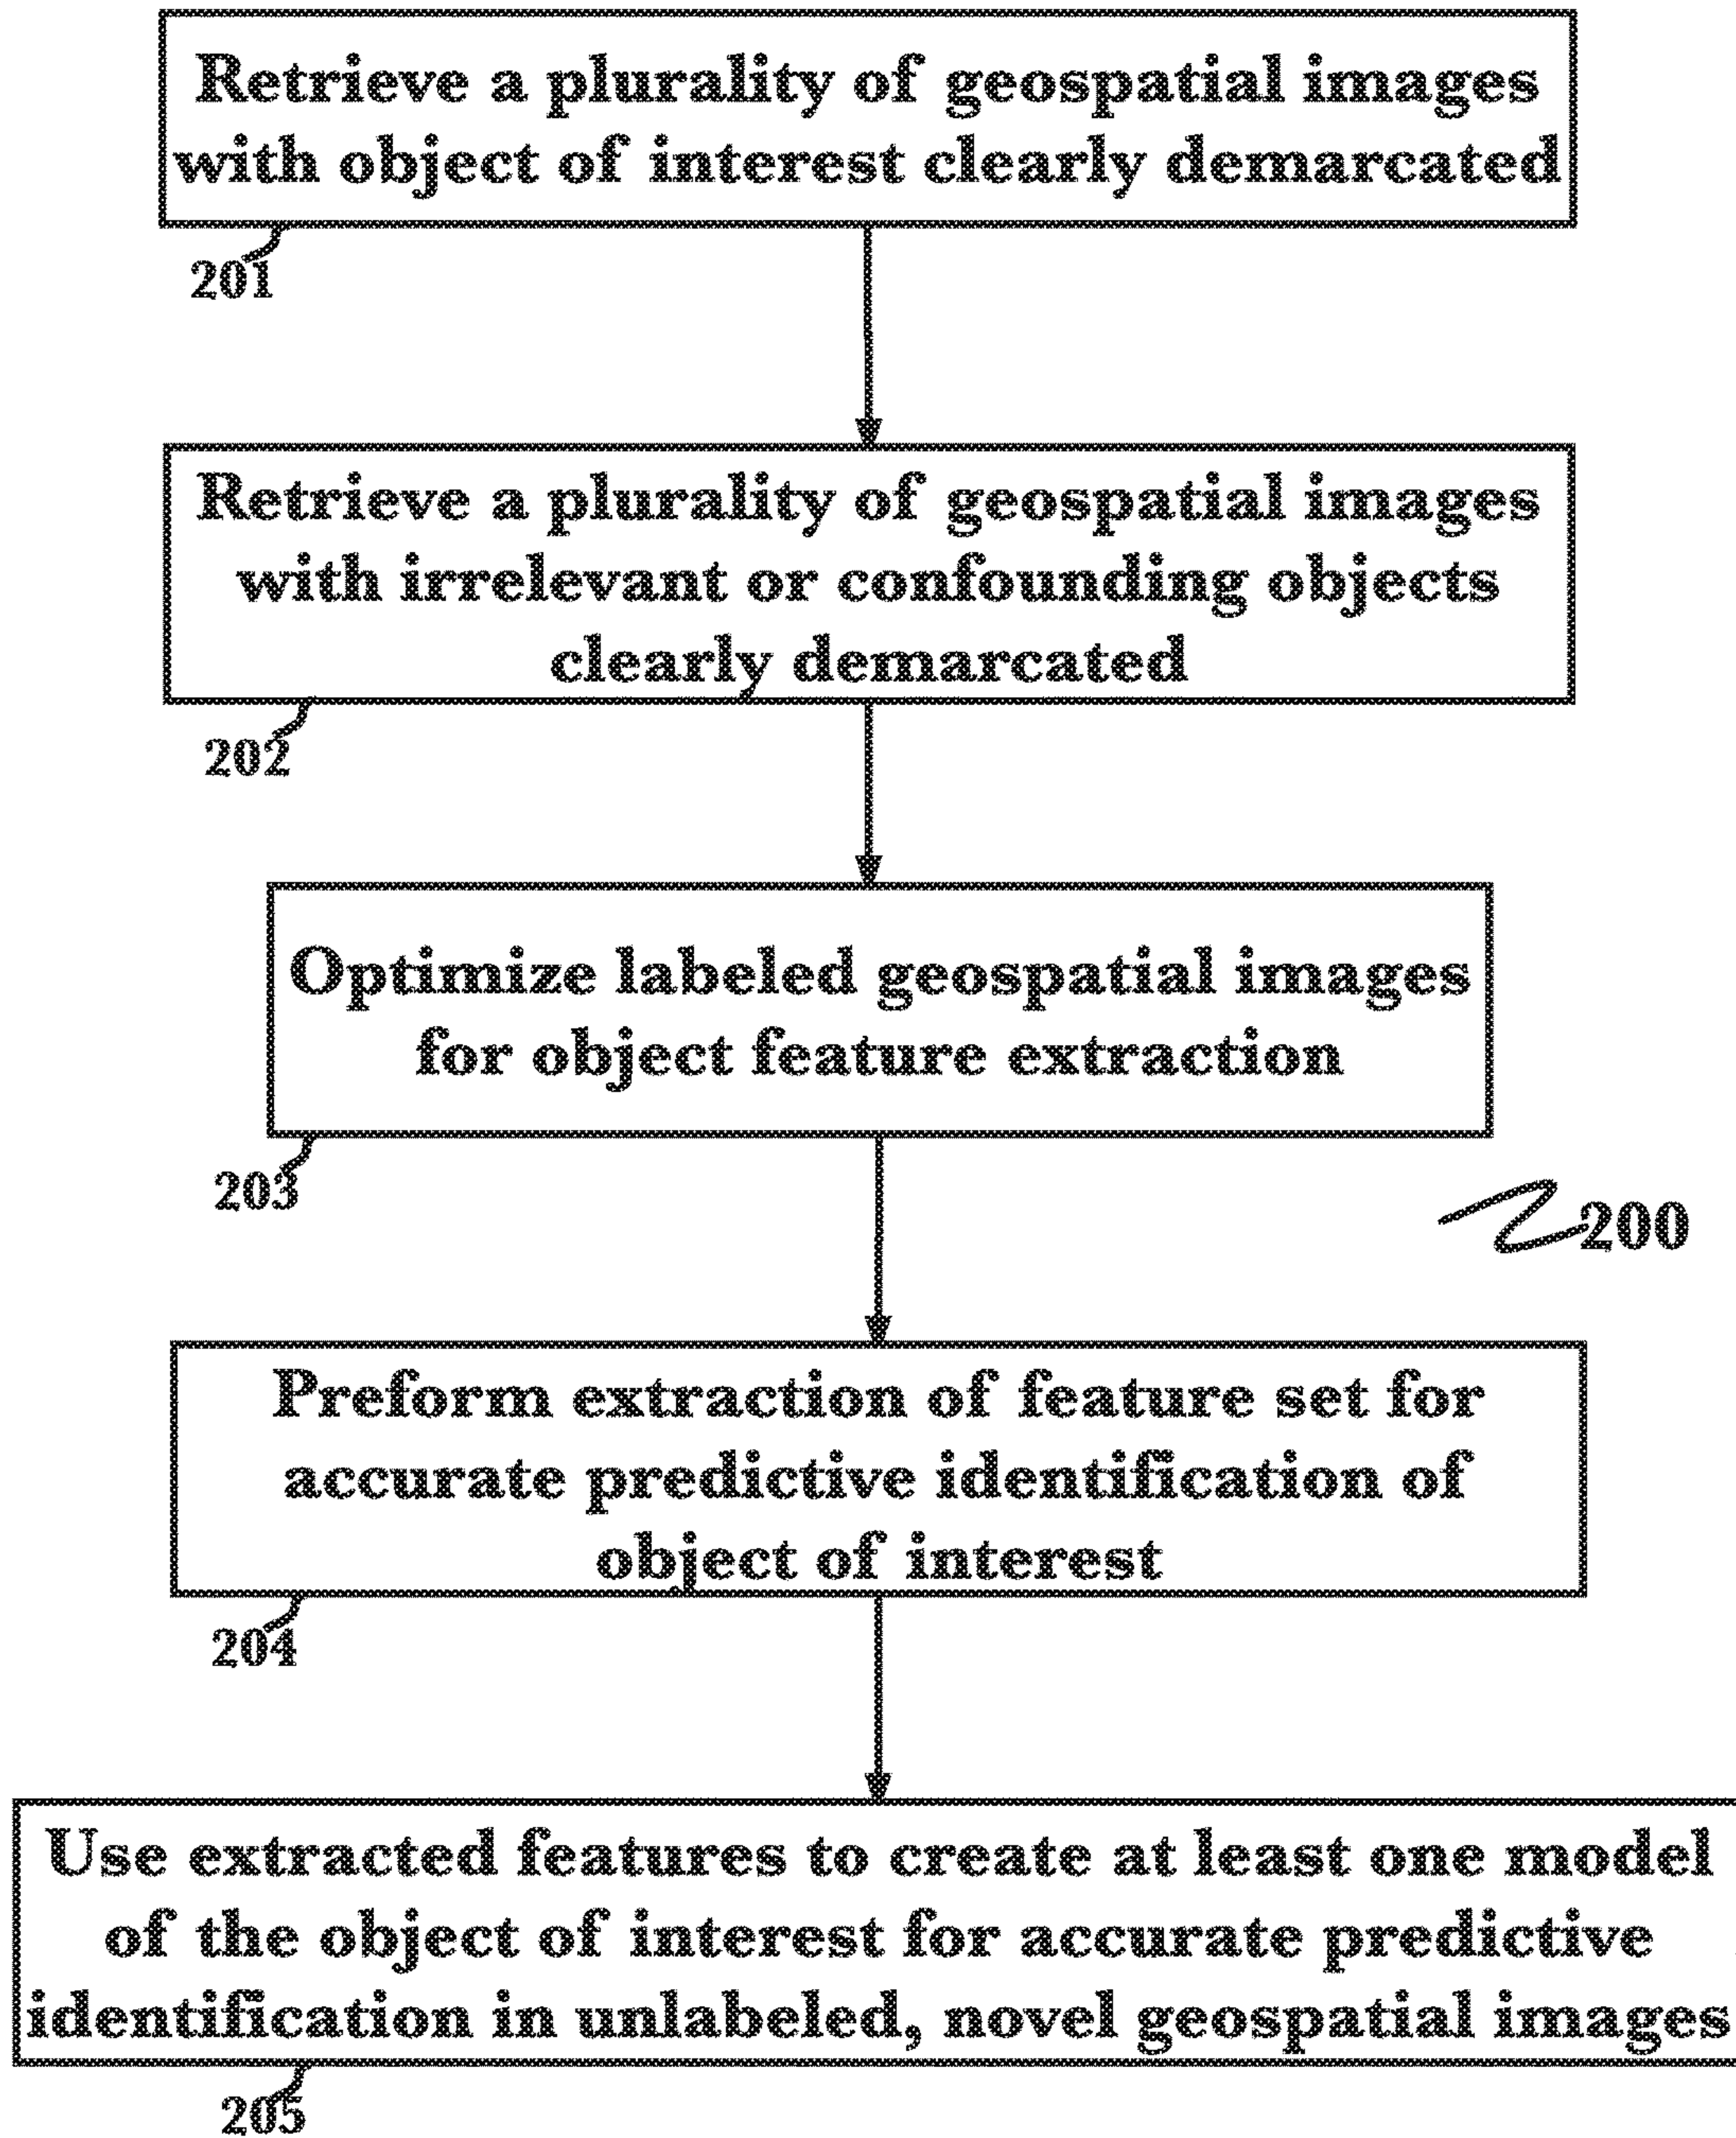 Retrieve a plurality of geospatial images
with object of interest clearly demarcated
201
Retrieve a plurality of geospatial images
with irrelevant or confounding objects
clearly demarcated
202
Optimize labeled geospatial images
for object feature extraction
203
200
Preform extraction of feature set for
accurate predictive identification of
object of interest
204
Use extracted features to create at least one model
of the object of interest for accurate predictive
identification in unlabeled, novel geospatial images
205